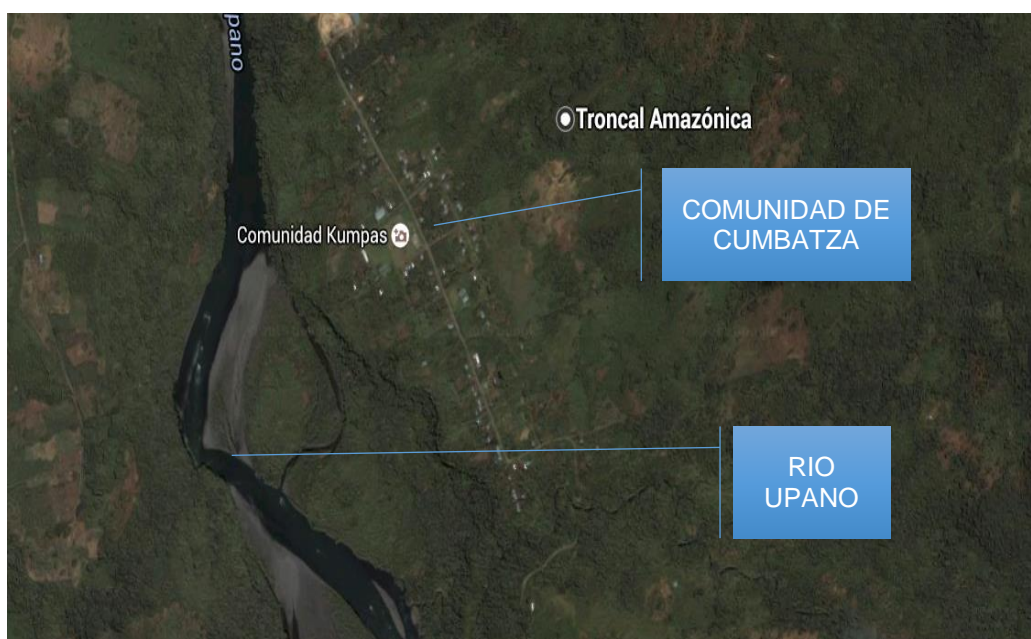 pano
Troncal Amazónica
COMUNIDAD DE
CUMBATZA
Comunidad Kumpas
RIO
UPANO